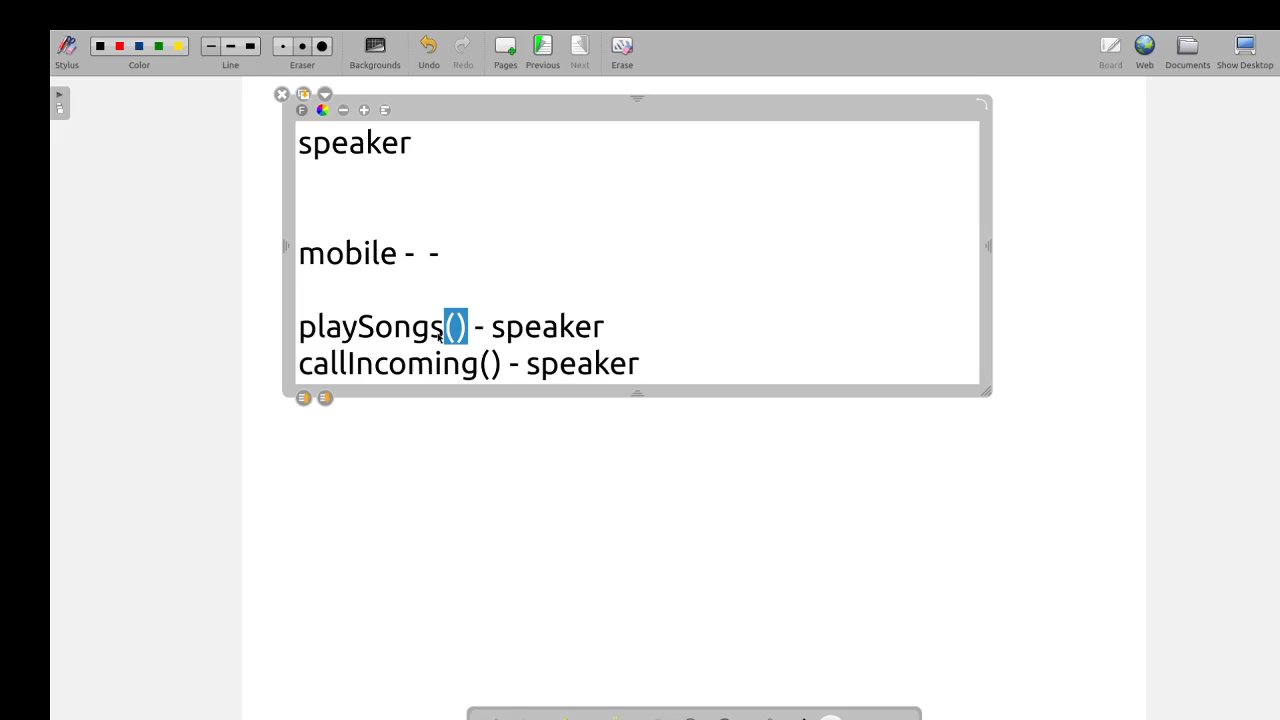 Stylus
Color
Line
Eraser
Backgrounds
Undo
Redo
Pages
Previous
Next
Erase
Board
Web
Documents
Show Desktop
F
speaker
mobile -  -
playSongs() - speaker
callIncoming() - speaker